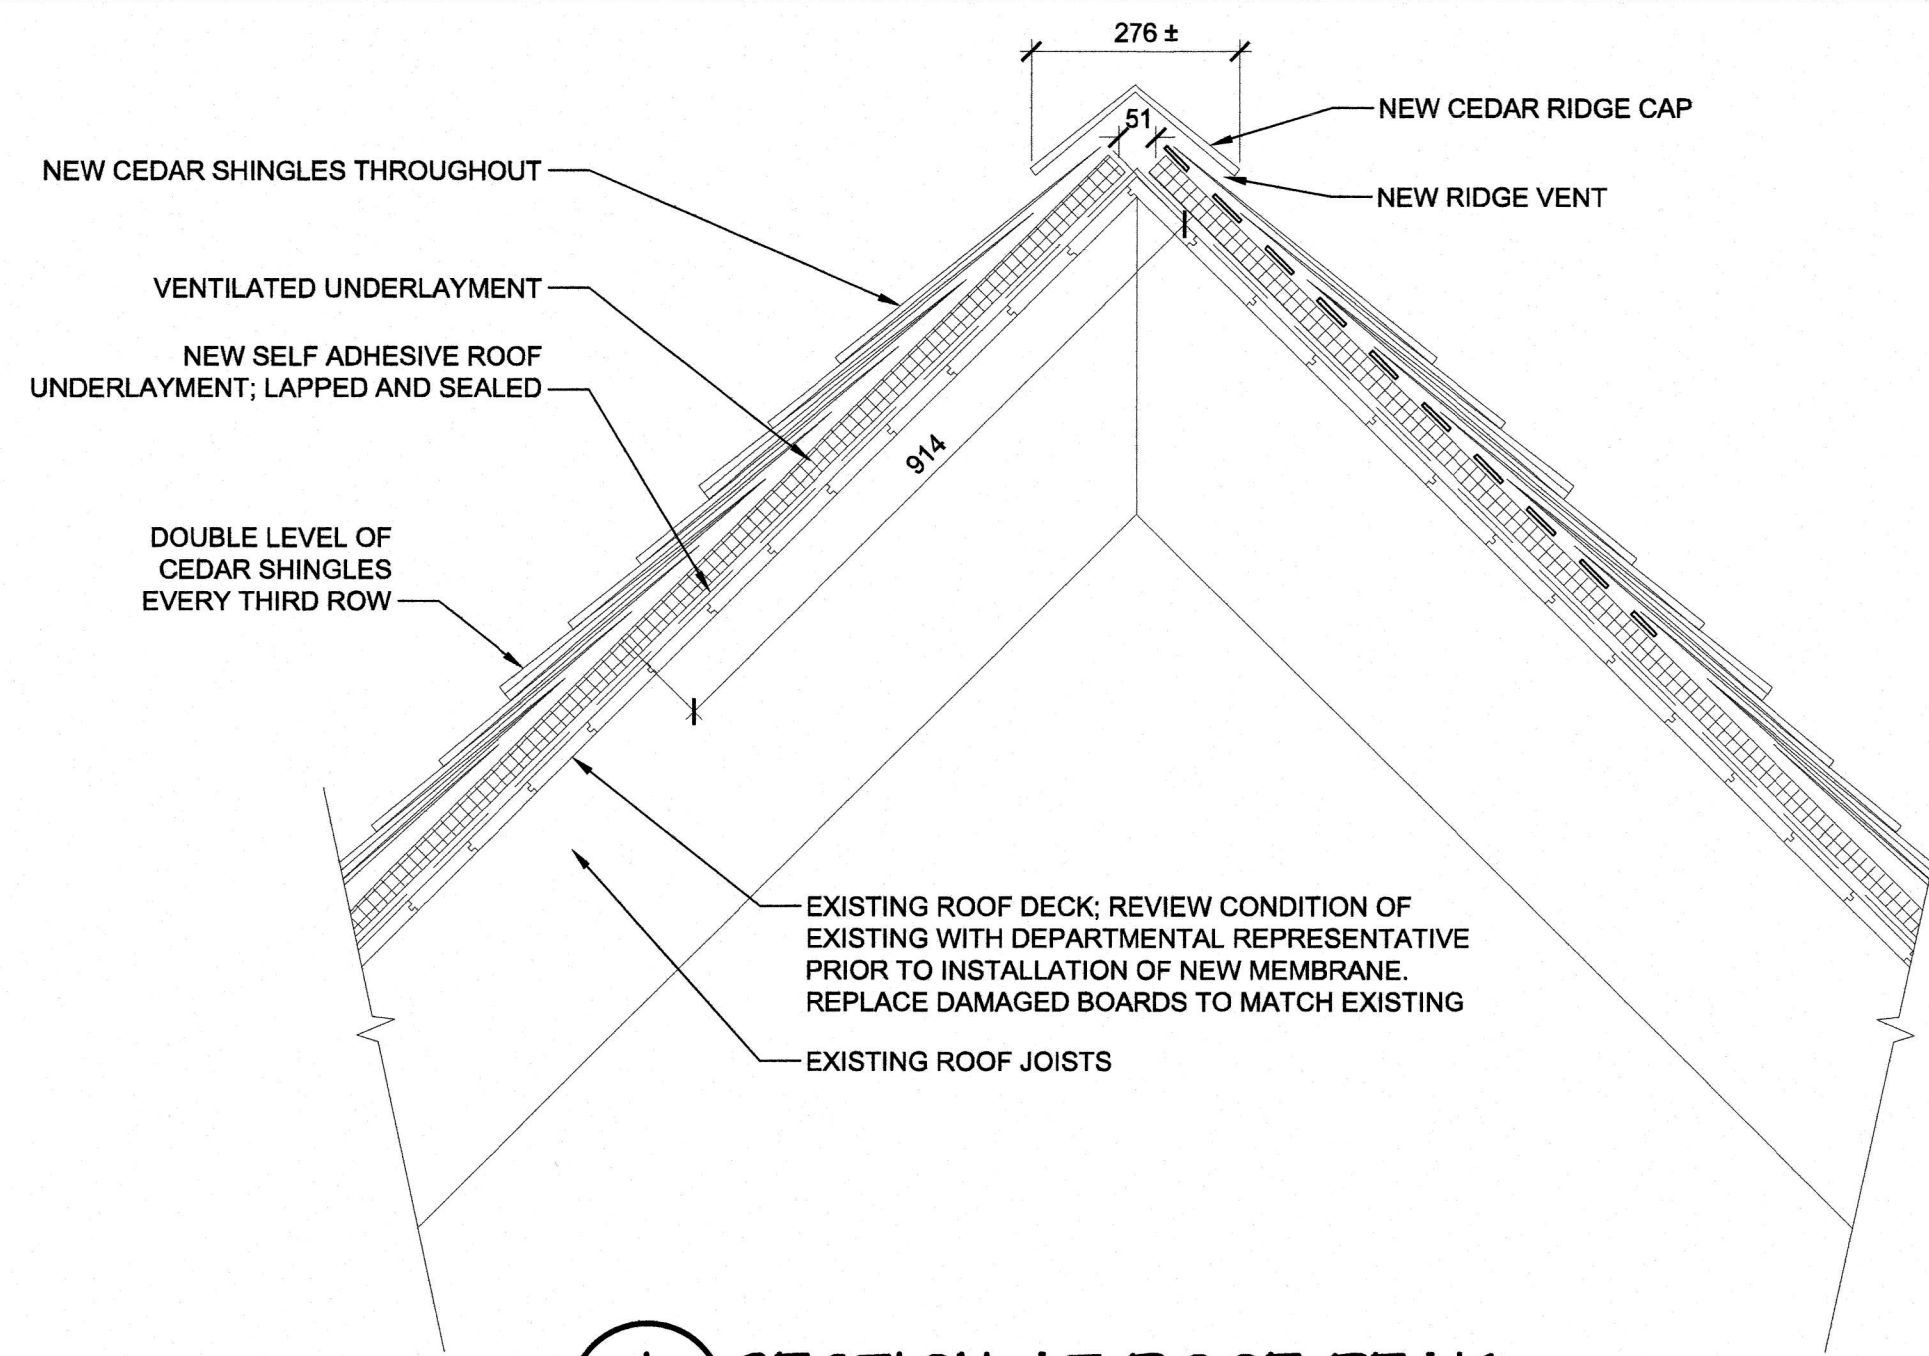 276 ±
51
NEW CEDAR RIDGE CAP
NEW CEDAR SHINGLES THROUGHOUT
NEW RIDGE VENT
VENTILATED UNDERLAYMENT
NEW SELF ADHESIVE ROOF
UNDERLAYMENT; LAPPED AND SEALED
914
DOUBLE LEVEL OF
CEDAR SHINGLES
EVERY THIRD ROW
EXISTING ROOF DECK; REVIEW CONDITION OF
EXISTING WITH DEPARTMENTAL REPRESENTATIVE
PRIOR TO INSTALLATION OF NEW MEMBRANE.
REPLACE DAMAGED BOARDS TO MATCH EXISTING
EXISTING ROOF JOISTS